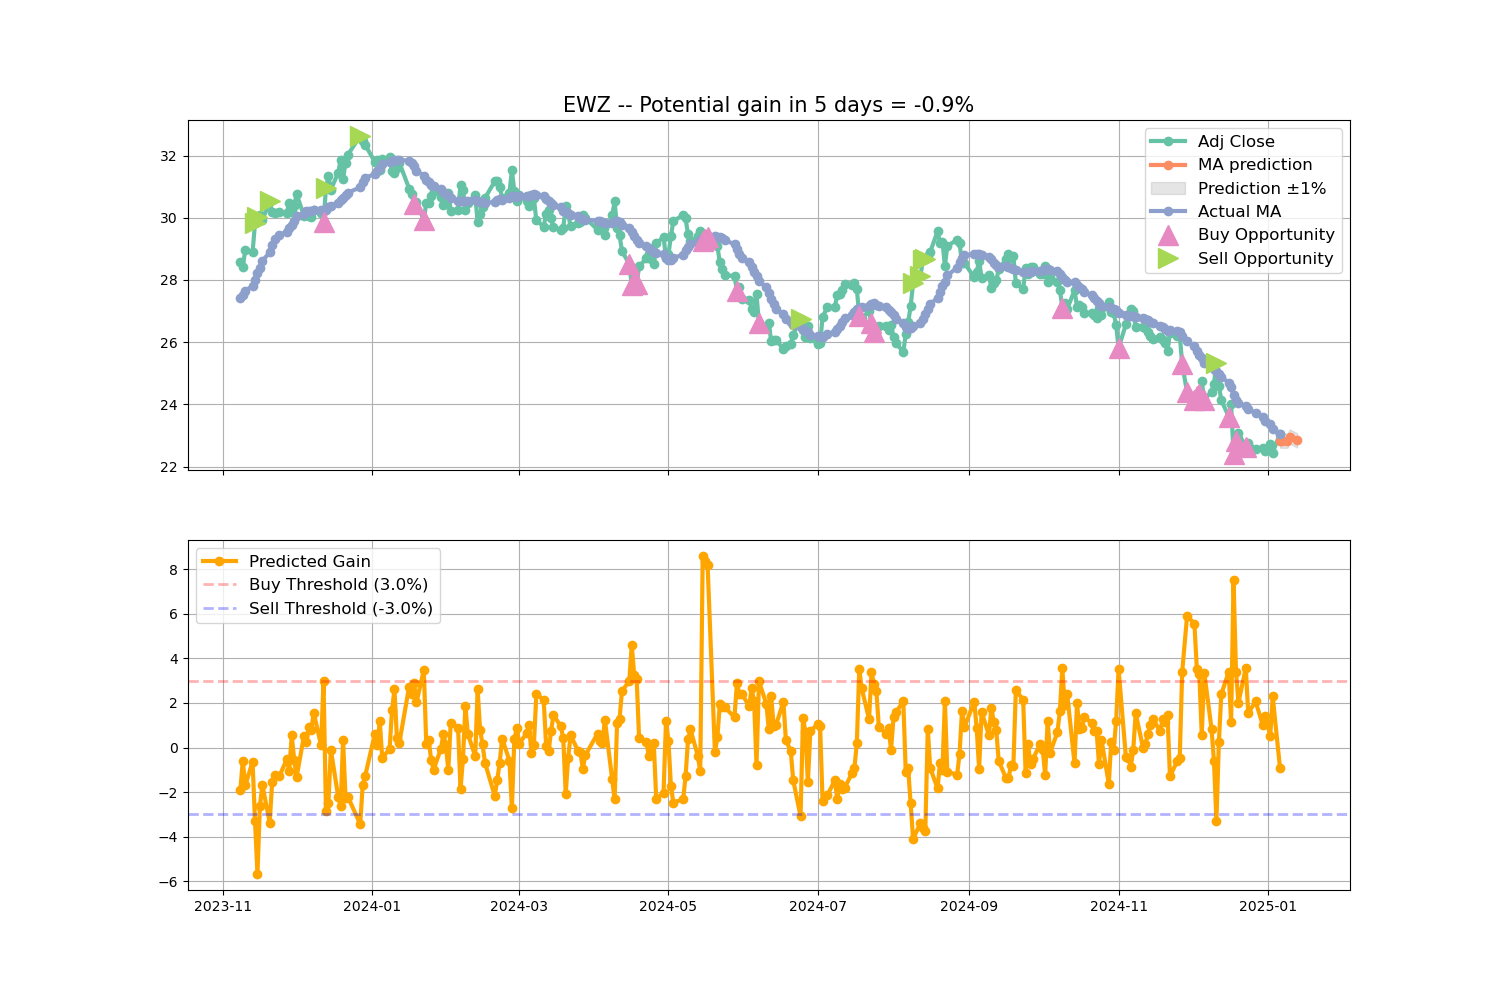 EWZ -- Potential gain in 5 days = -0.9%
32
30
28
26
24
22
Adj Close
MA prediction
Prediction ±1%
Actual MA
Buy Opportunity
Sell Opportunity
8
6
4
2
0
−2
−4
−6
Predicted Gain
Buy Threshold (3.0%)
Sell Threshold (-3.0%)
2023-11
2024-01
2024-03
2024-05
2024-07
2024-09
2024-11
2025-01